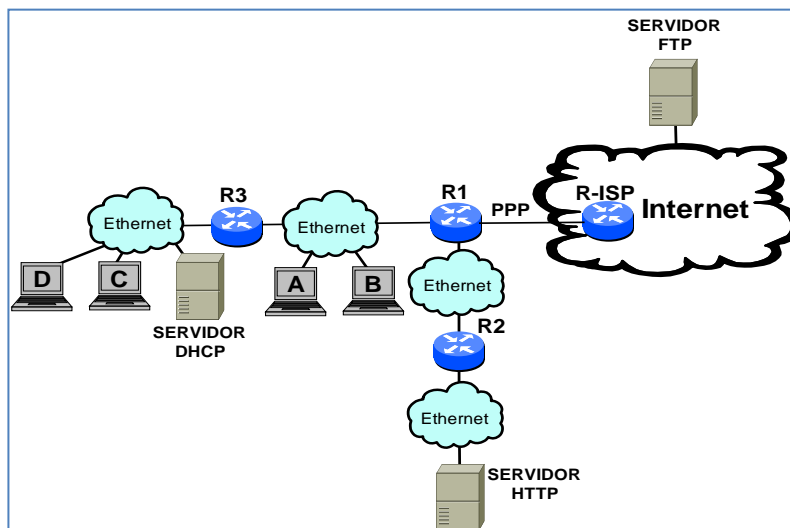 SERVIDOR
FTP
R3
R1
R-ISP
PPP
Internet
Ethernet
Ethernet
D
C
A
B
Ethernet
SERVIDOR
DHCP
R2
Ethernet
SERVIDOR
HTTP